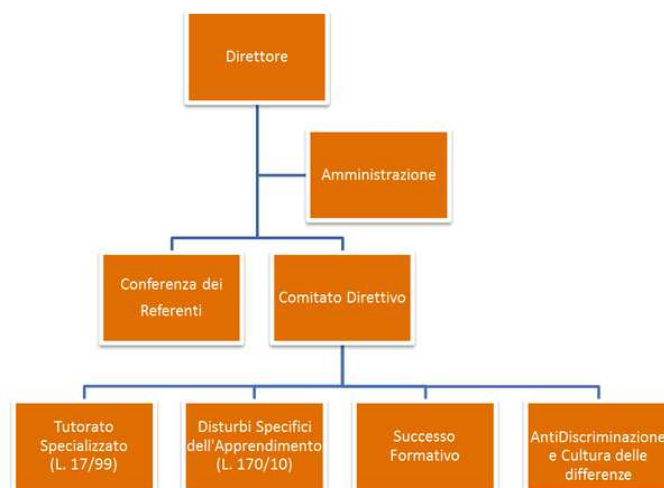 Direttore
Amministrazione
Conferenza dei
Referenti
Comitato Direttivo
Tutorato
Specializzato
(L. 17/99)
Disturbi Specifici
dell'Apprendimento
(L. 170/10)
Successo
Formativo
AntiDiscriminazione
e Cultura delle
differenze